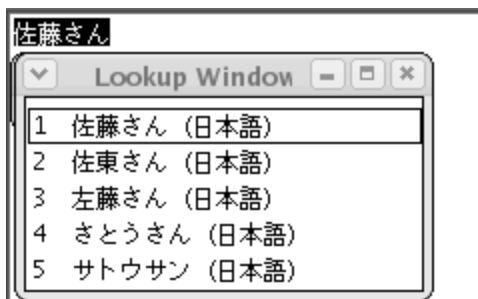 佐藤さん
Lookup Window
1 佐藤さん (日本語)
2 佐東さん (日本語)
3 左藤さん (日本語)
4 さとうさん (日本語)
5 サトウサン (日本語)